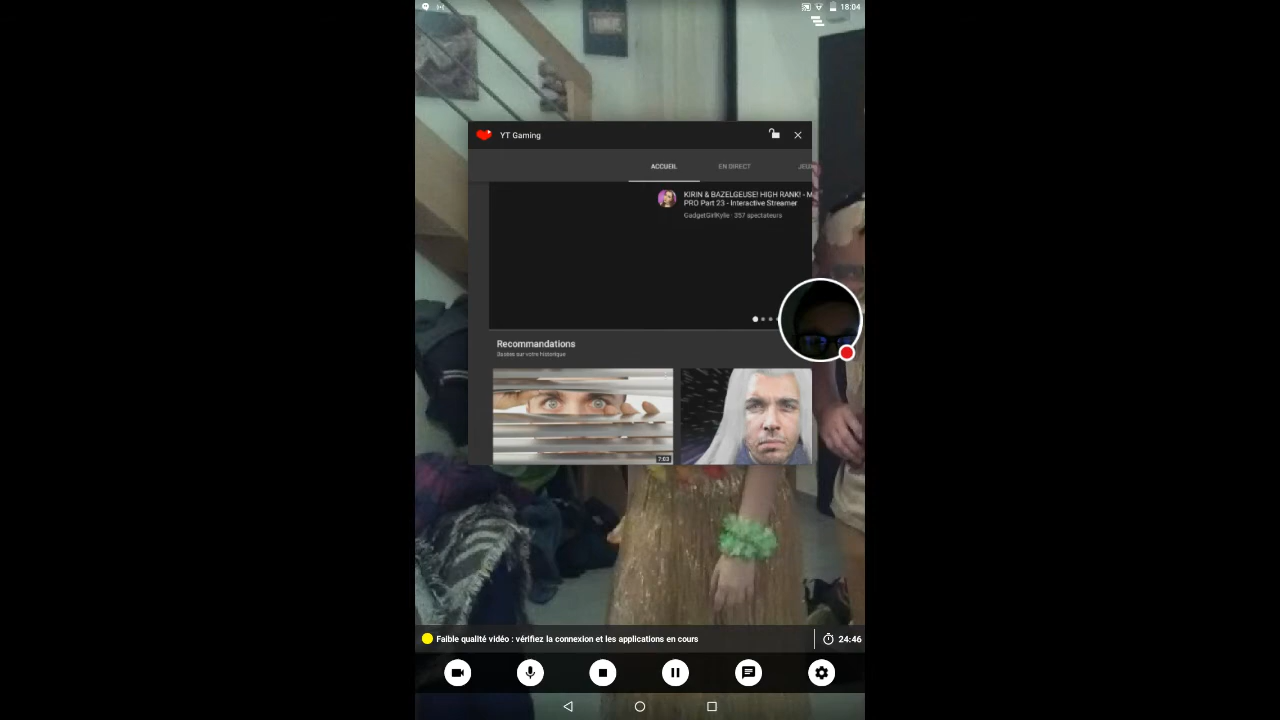 18:04
YT Gaming
ACCUEIL
EN DIRECT
KIRIN & BAZELGEUSE! HIGH RANK! - M
PRO Part 23 - Interactive Streamer
GadgetGirlKylie · 357 spectateurs
Recommandations
Basées sur votre historique
7:03
Faible qualité vidéo : vérifiez la connexion et les applications en cours
24:46